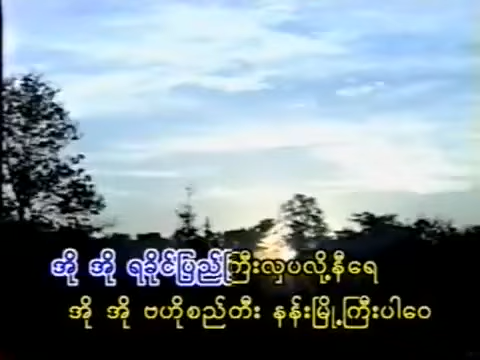 အို အို ရခိုင်ပြည်ကြီးလှပလို့နီရေ
အို အို ဗဟိုစည်တီး နန်းမြို့ကြီးပါဝေ